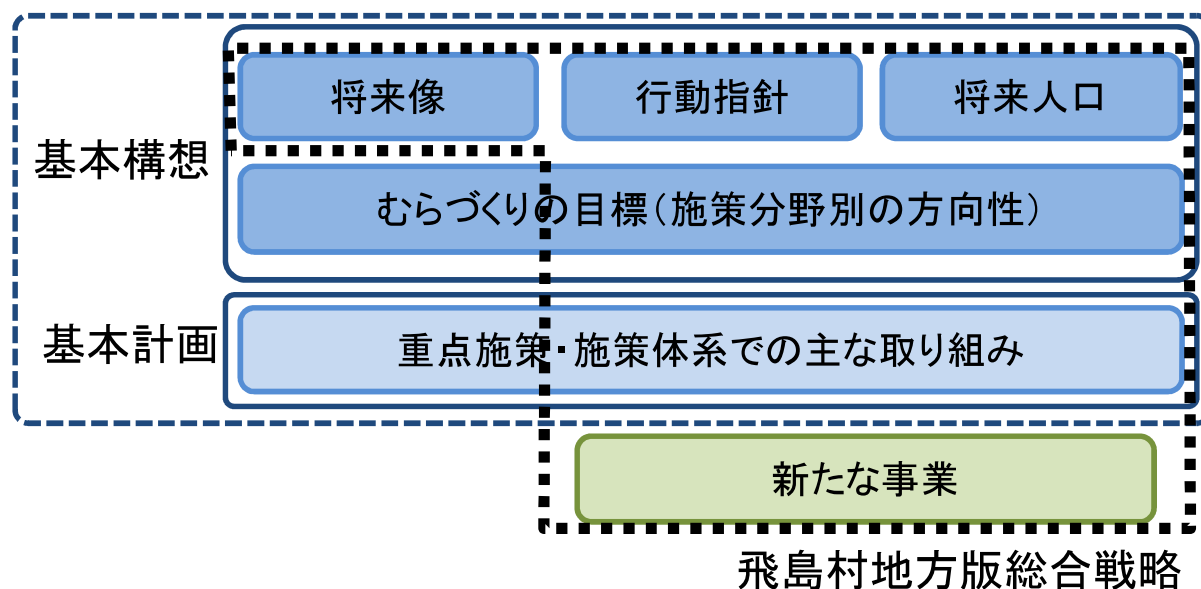 将来像
行動指針
将来人口
基本構想
むらづくりの目標（施策分野別の方向性）
基本計画
重点施策・施策体系での主な取り組み
新たな事業
飛島村地方版総合戦略